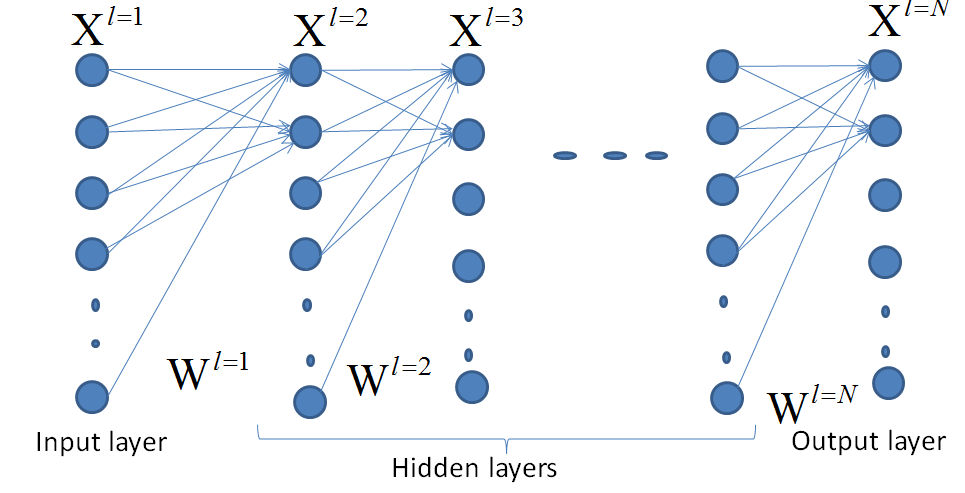 X^{l=1}
X^{l=2}
X^{l=3}
X^{l=N}
W^{l=1}
W^{l=2}
W^{l=N}
Input layer
Hidden layers
Output layer